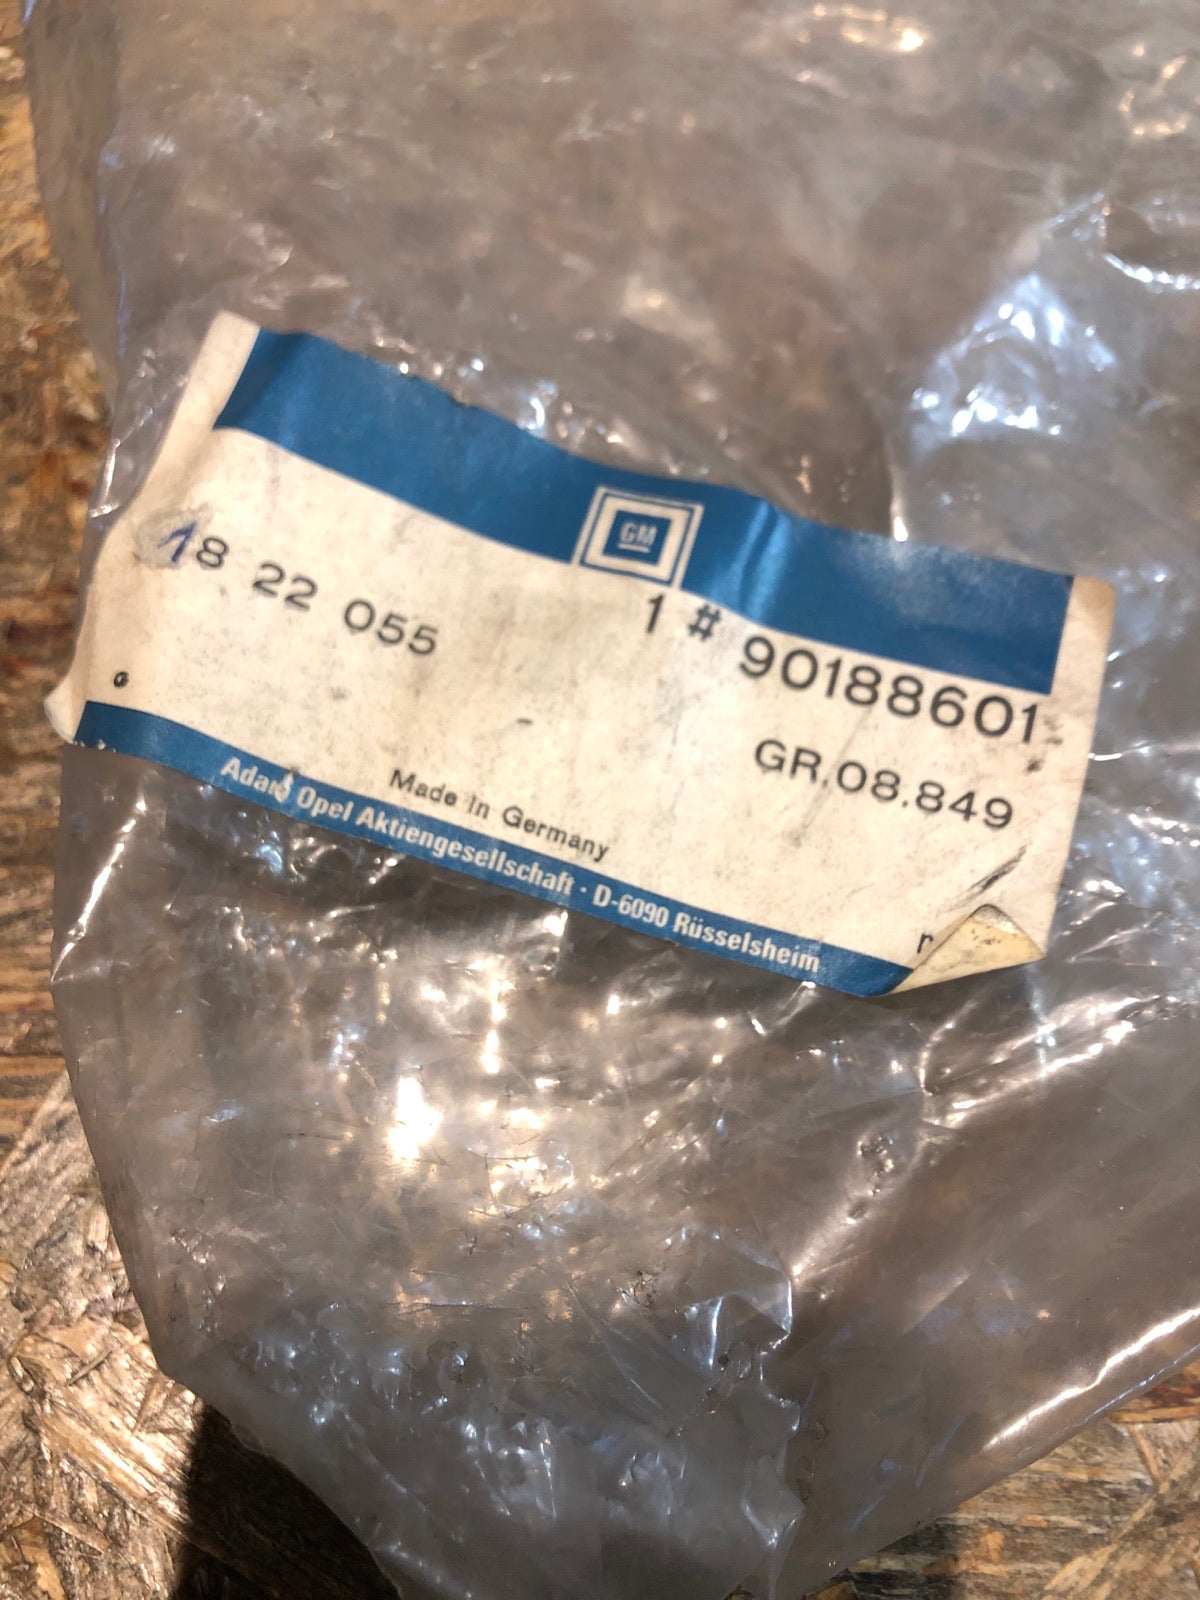 GM
18 22 055
1 # 90188601
GR.08.849
G
Made in Germany
r
Adam Opel Aktiengesellschaft · D-6090 Rüsselsheim